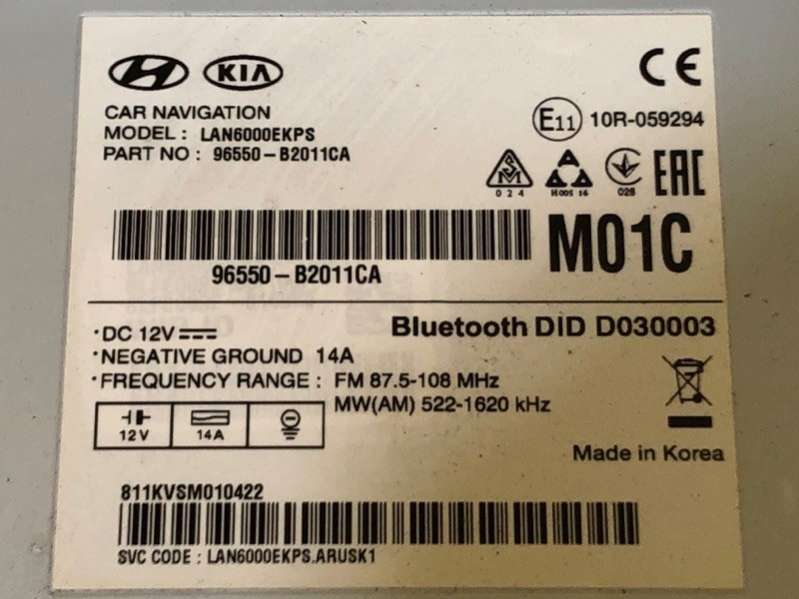 KIA
CE
CAR NAVIGATION
MODEL : LAN6000EKPS
PART NO : 96550-B2011CA
E11 10R-059294
024
028
EAC
96550-B2011CA
M01C
·DC 12V
·NEGATIVE GROUND 14A
·FREQUENCY RANGE : FM 87.5-108 MHz
MW(AM) 522-1620 kHz
Bluetooth DID D030003
12V
14A
Made in Korea
811KVSM010422
SVC CODE : LAN6000EKPS.ARUSK1